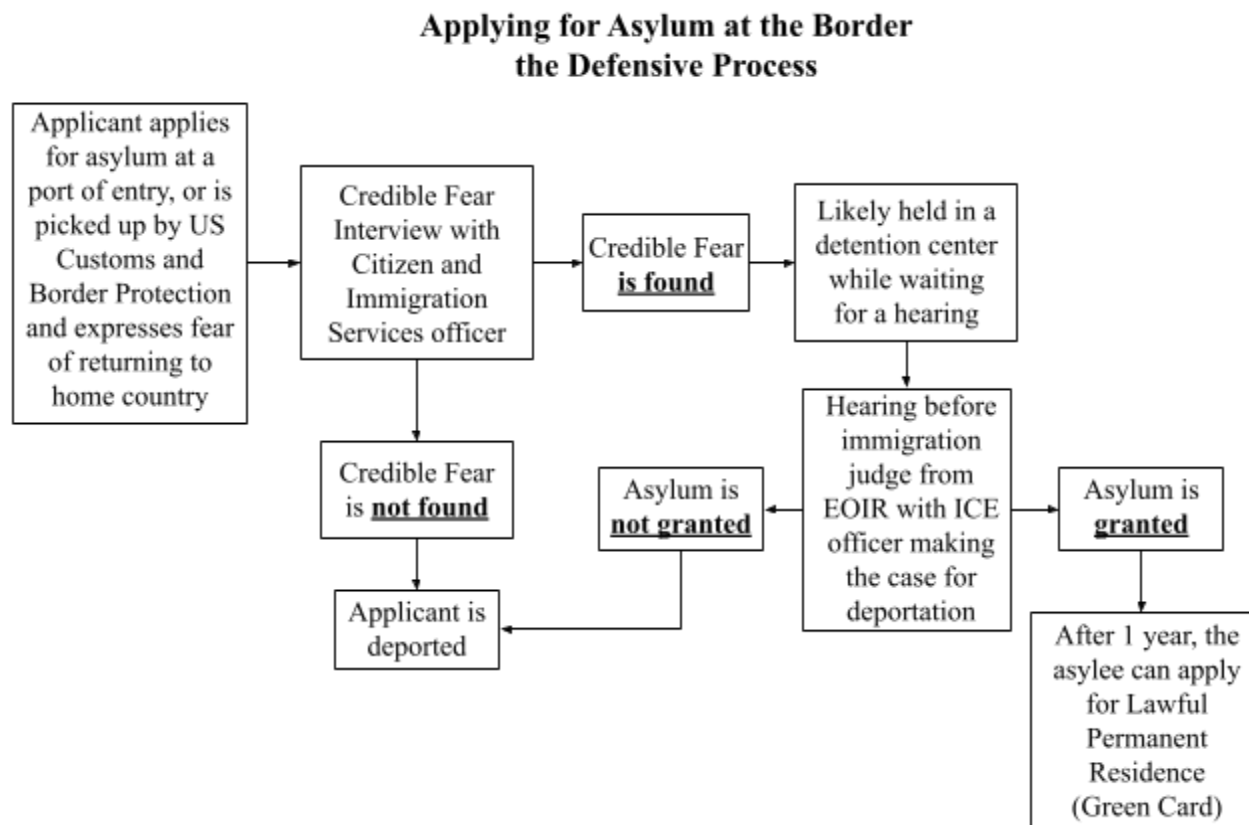 Applying for Asylum at the Border
the Defensive Process
Applicant applies
for asylum at a
port of entry, or is
picked up by US
Customs and
Border Protection
and expresses fear
of returning to
home country
Credible Fear
Interview with
Citizen and
Immigration
Services officer
Credible Fear
is found
Likely held in a
detention center
while waiting
for a hearing
Credible Fear
is not found
Applicant is
deported
Asylum is
not granted
Hearing before
immigration
judge from
EOIR with ICE
officer making
the case for
deportation
Asylum is
granted
After 1 year, the
asylee can apply
for Lawful
Permanent
Residence
(Green Card)